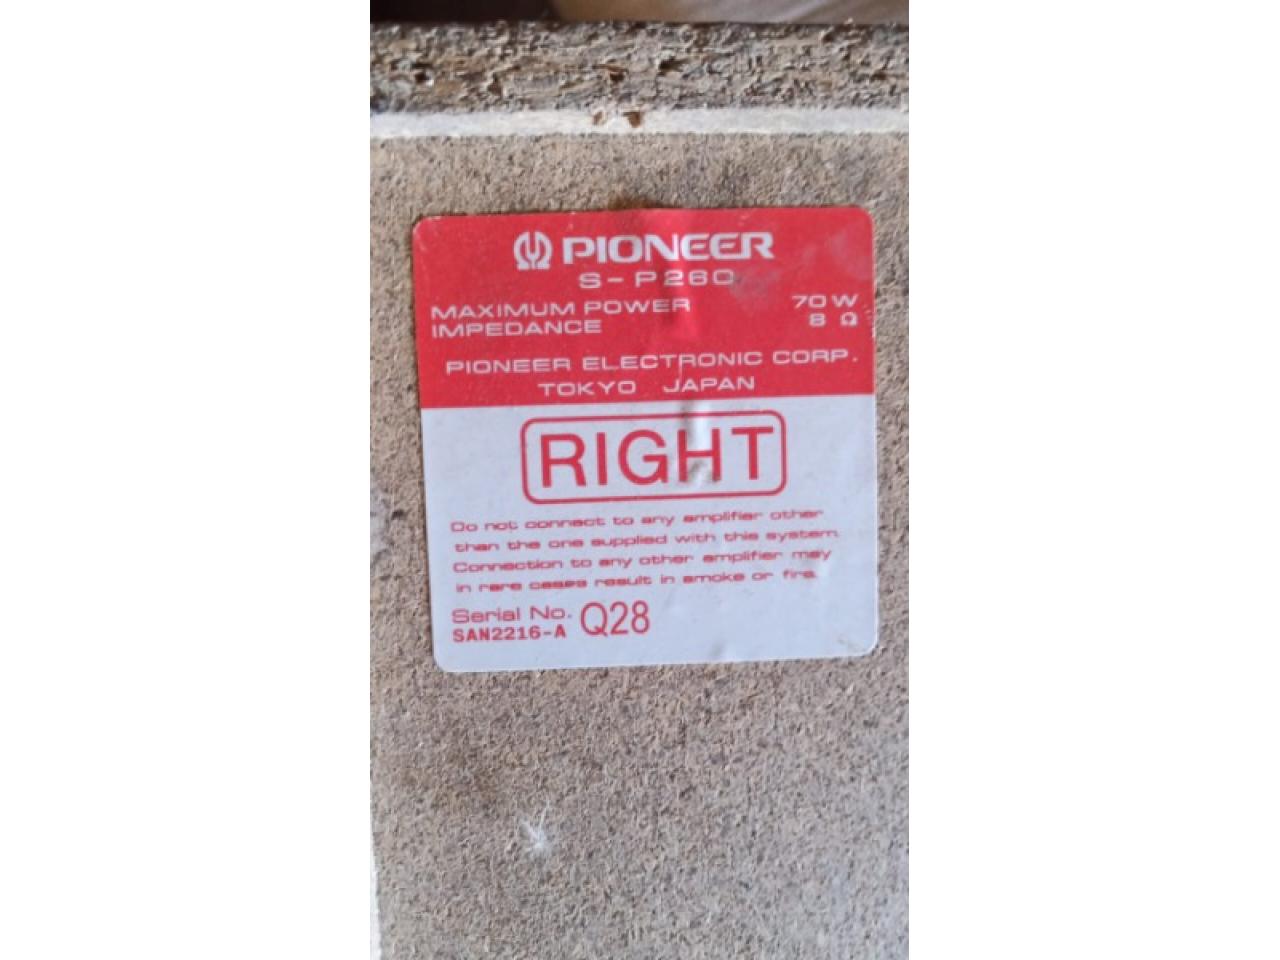 PIONEER
S-P260
MAXIMUM POWER 70 W
IMPEDANCE 8 Ω
PIONEER ELECTRONIC CORP.
TOKYO JAPAN
RIGHT
Do not connect to any amplifier other
than the one supplied with this system.
Connection to any other amplifier may
in rare cases result in smoke or fire.
Serial No. Q28
SAN2216-A